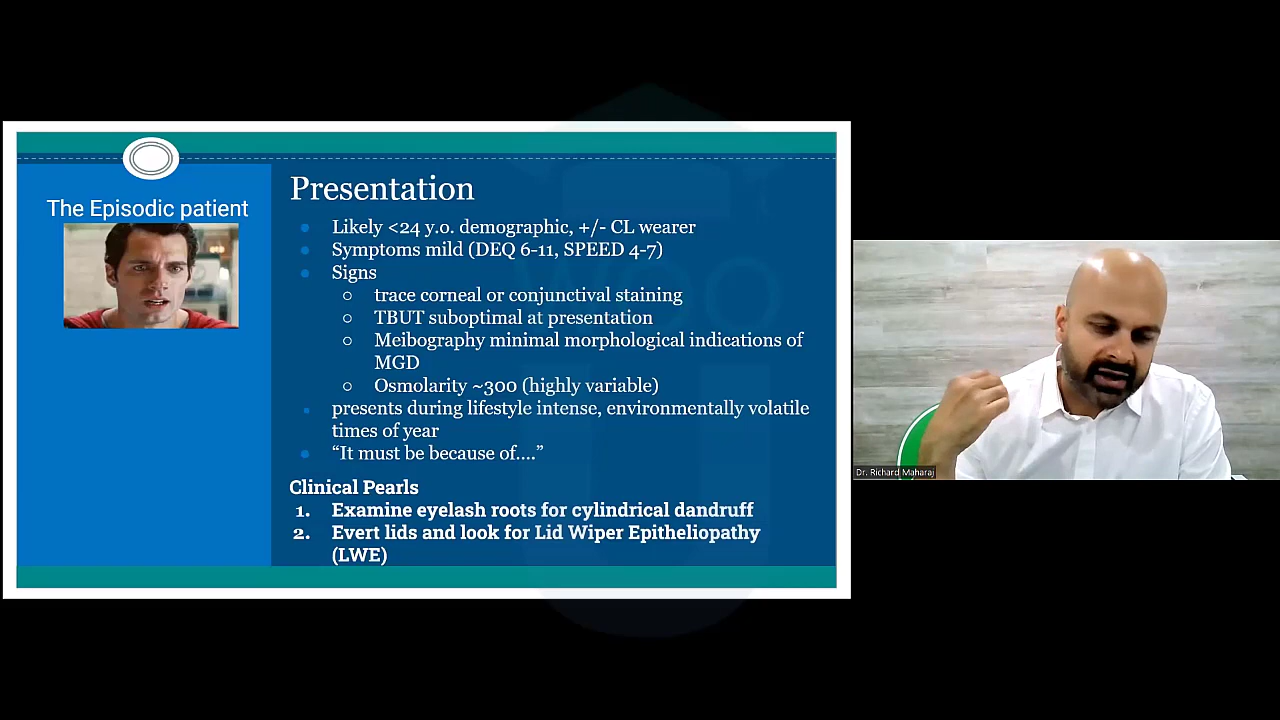 The Episodic patient
Presentation
Likely <24 y.o. demographic, +/- CL wearer
Symptoms mild (DEQ 6-11, SPEED 4-7)
Signs
trace corneal or conjunctival staining
TBUT suboptimal at presentation
Meibography minimal morphological indications of
MGD
Osmolarity ~300 (highly variable)
presents during lifestyle intense, environmentally volatile
times of year
“It must be because of....”
Clinical Pearls
1. Examine eyelash roots for cylindrical dandruff
2. Evert lids and look for Lid Wiper Epitheliopathy
(LWE)
Dr. Richard Maharaj